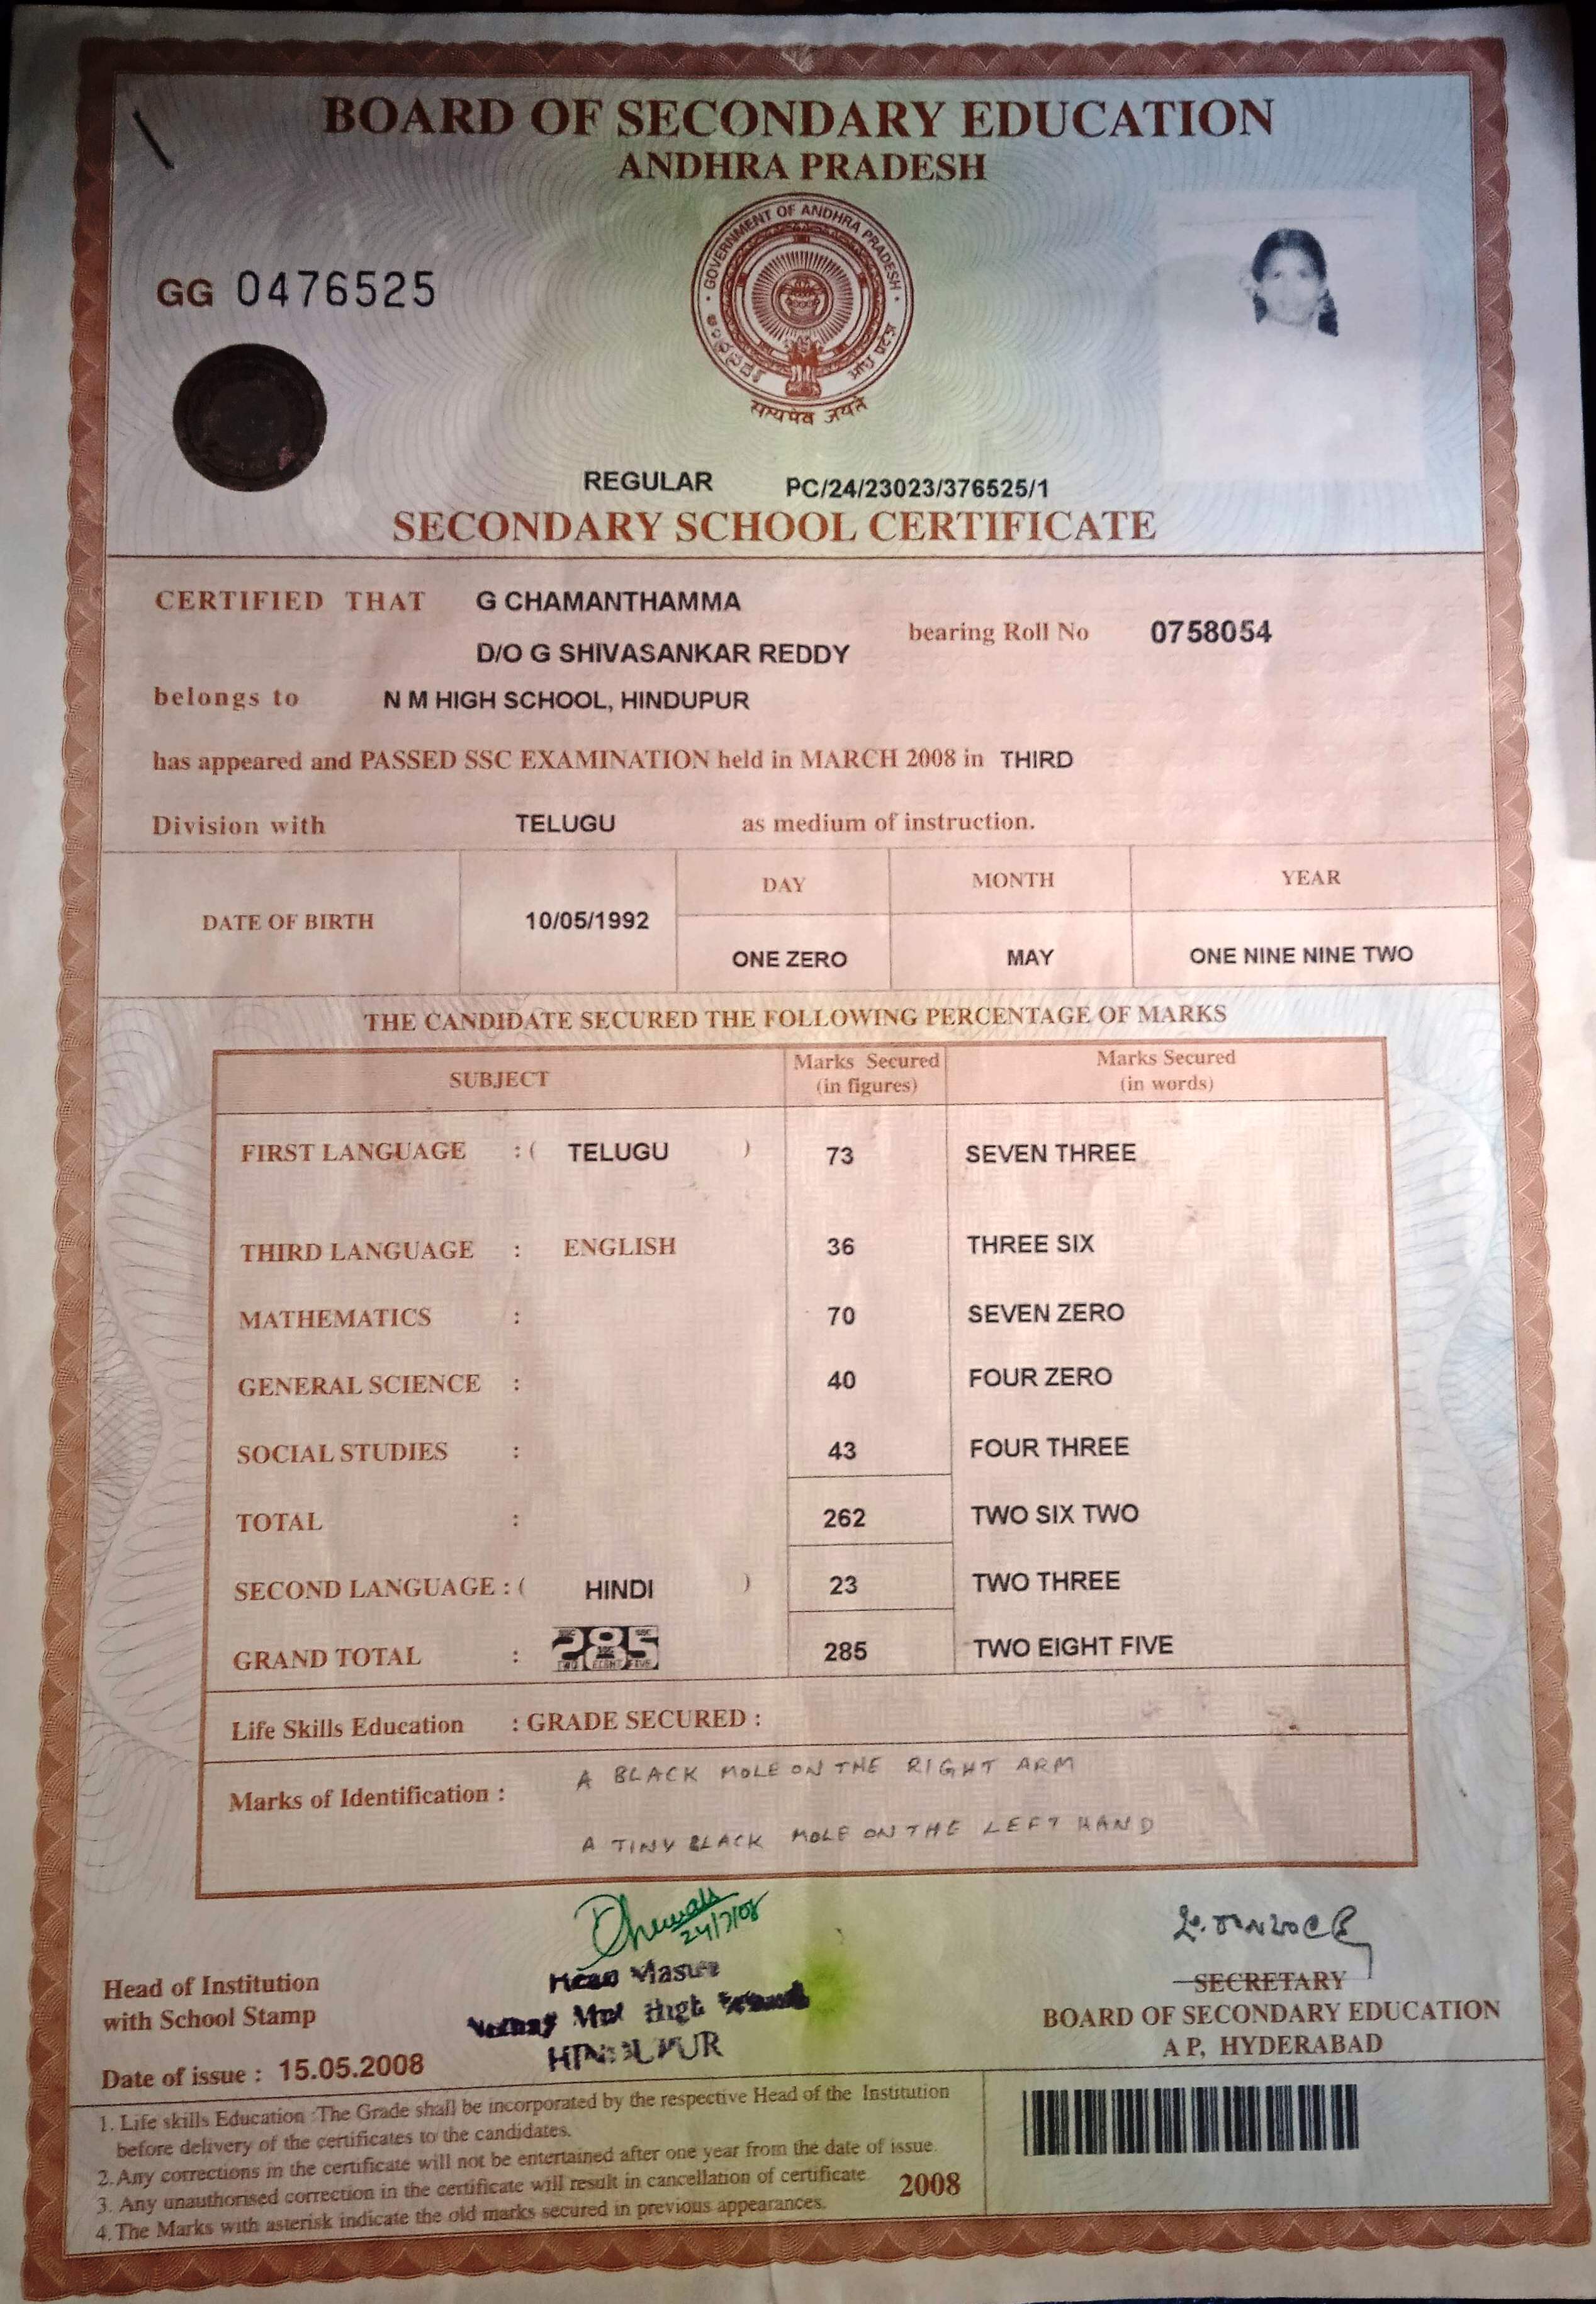 BOARD OF SECONDARY EDUCATION
ANDHRA PRADESH
GOVERNMENT OF ANDHRA PRADESH
सत्यमेव जयते
GG 0476525
REGULAR PC/24/23023/376525/1
SECONDARY SCHOOL CERTIFICATE
CERTIFIED THAT G CHAMANTHAMMA
bearing Roll No 0758054
D/O G SHIVASANKAR REDDY
belongs to N M HIGH SCHOOL, HINDUPUR
has appeared and PASSED SSC EXAMINATION held in MARCH 2008 in THIRD
Division with TELUGU as medium of instruction.
DAY MONTH YEAR
DATE OF BIRTH 10/05/1992
ONE ZERO MAY ONE NINE NINE TWO
THE CANDIDATE SECURED THE FOLLOWING PERCENTAGE OF MARKS
SUBJECT Marks Secured (in figures) Marks Secured (in words)
FIRST LANGUAGE : ( TELUGU ) 73 SEVEN THREE
THIRD LANGUAGE : ENGLISH 36 THREE SIX
MATHEMATICS : 70 SEVEN ZERO
GENERAL SCIENCE : 40 FOUR ZERO
SOCIAL STUDIES : 43 FOUR THREE
TOTAL : 262 TWO SIX TWO
SECOND LANGUAGE : ( HINDI ) 23 TWO THREE
GRAND TOTAL : 285 285 TWO EIGHT FIVE
Life Skills Education : GRADE SECURED :
Marks of Identification : A BLACK MOLE ON THE RIGHT ARM
A TINY BLACK MOLE ON THE LEFT HAND
24/7/08
Head of Institution
with School Stamp
HINDUPUR
SECRETARY
BOARD OF SECONDARY EDUCATION
A P, HYDERABAD
Date of issue : 15.05.2008
1. Life skills Education :The Grade shall be incorporated by the respective Head of the Institution
before delivery of the certificates to the candidates.
2. Any corrections in the certificate will not be entertained after one year from the date of issue.
3. Any unauthorised correction in the certificate will result in cancellation of certificate
4. The Marks with asterisk indicate the old marks secured in previous appearances.
2008